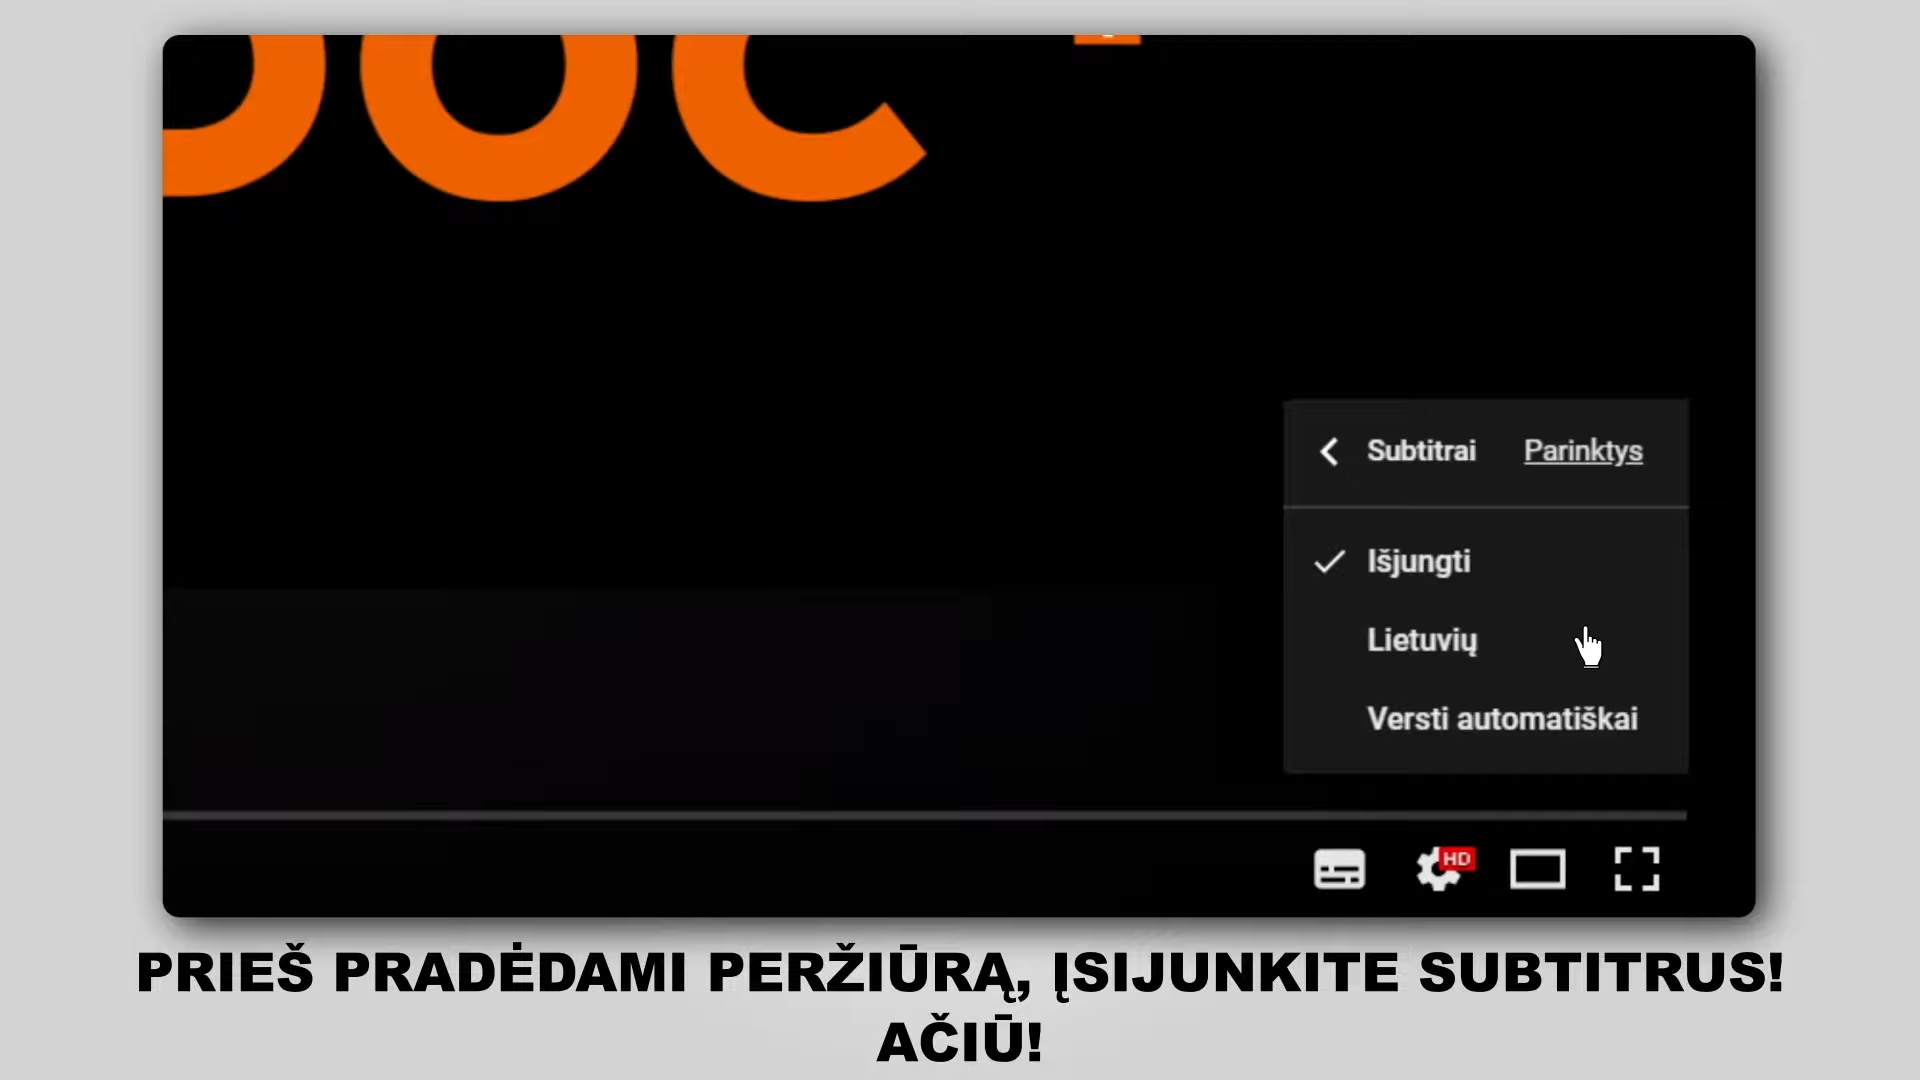 Subtitrai Parinktys
Išjungti
Lietuvių
Versti automatiškai
HD
PRIEŠ PRADĖDAMI PERŽIŪRĄ, ĮSIJUNKITE SUBTITRUS!
AČIŪ!